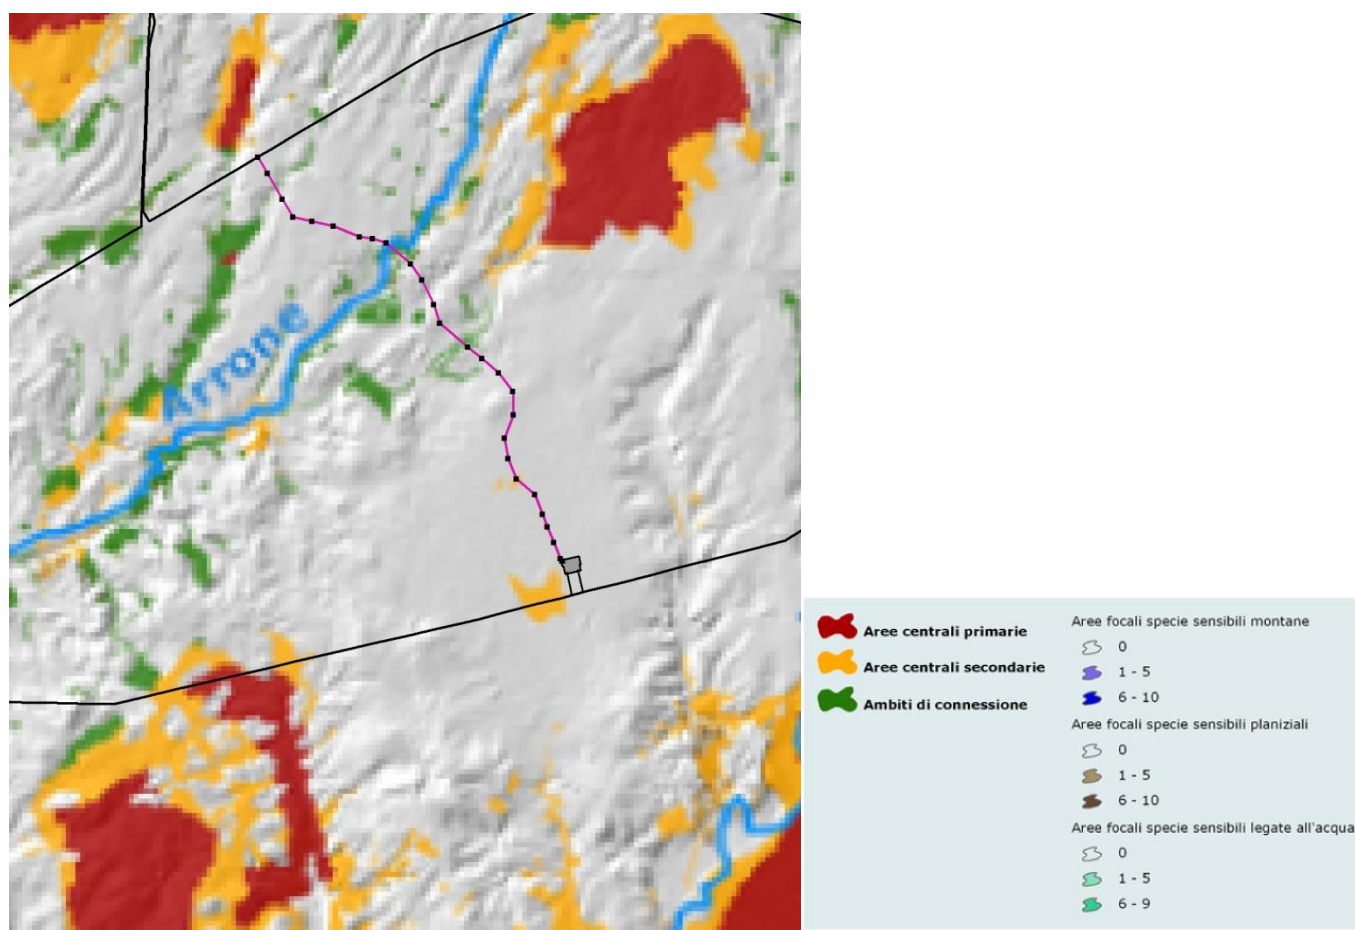 Arrone
Aree centrali primarie
Aree centrali secondarie
Ambiti di connessione
Aree focali specie sensibili montane
0
1 - 5
6 - 10
Aree focali specie sensibili planiziali
0
1 - 5
6 - 10
Aree focali specie sensibili legate all'acqua
0
1 - 5
6 - 9